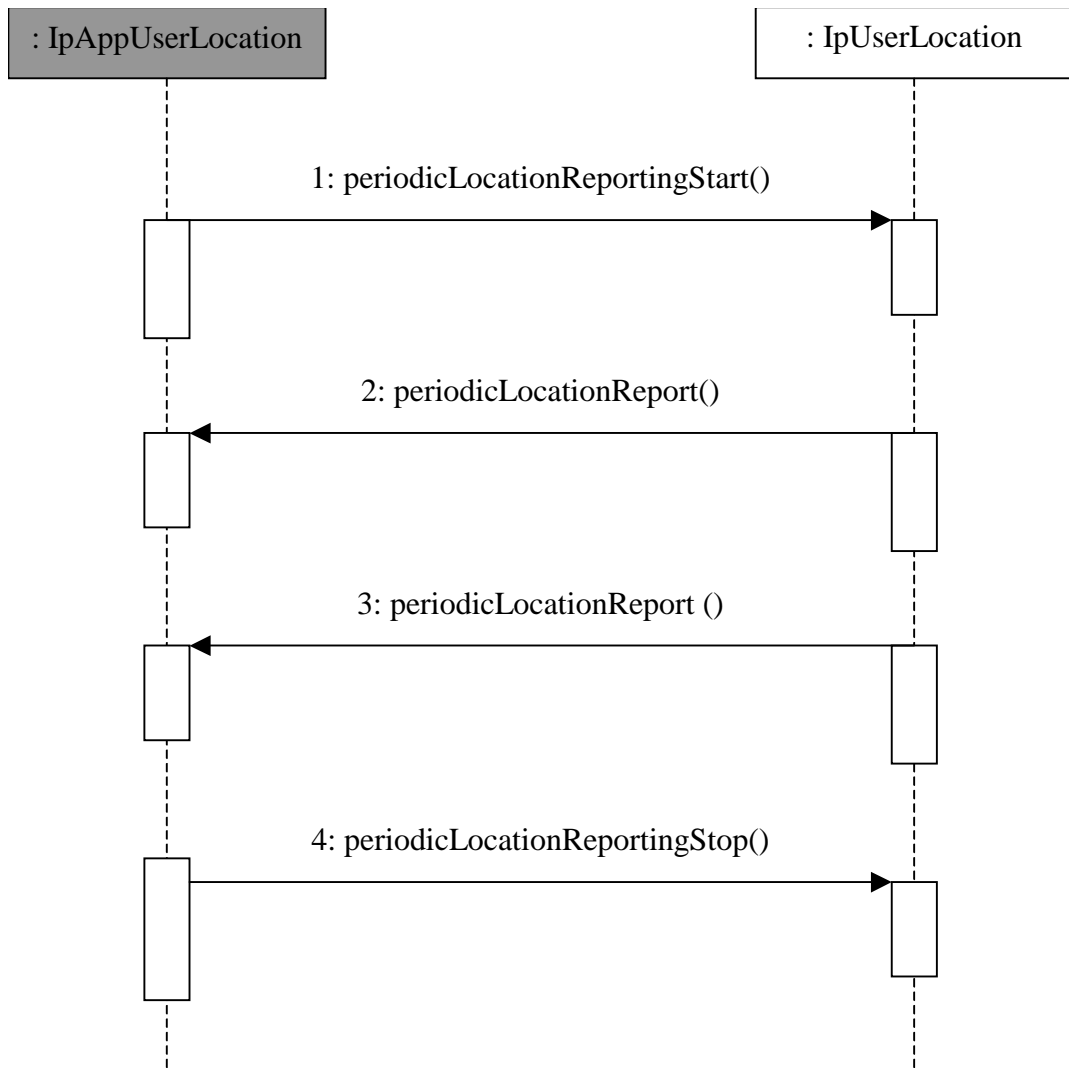 : IpAppUserLocation
: IpUserLocation
1: periodicLocationReportingStart()
2: periodicLocationReport()
3: periodicLocationReport ()
4: periodicLocationReportingStop()